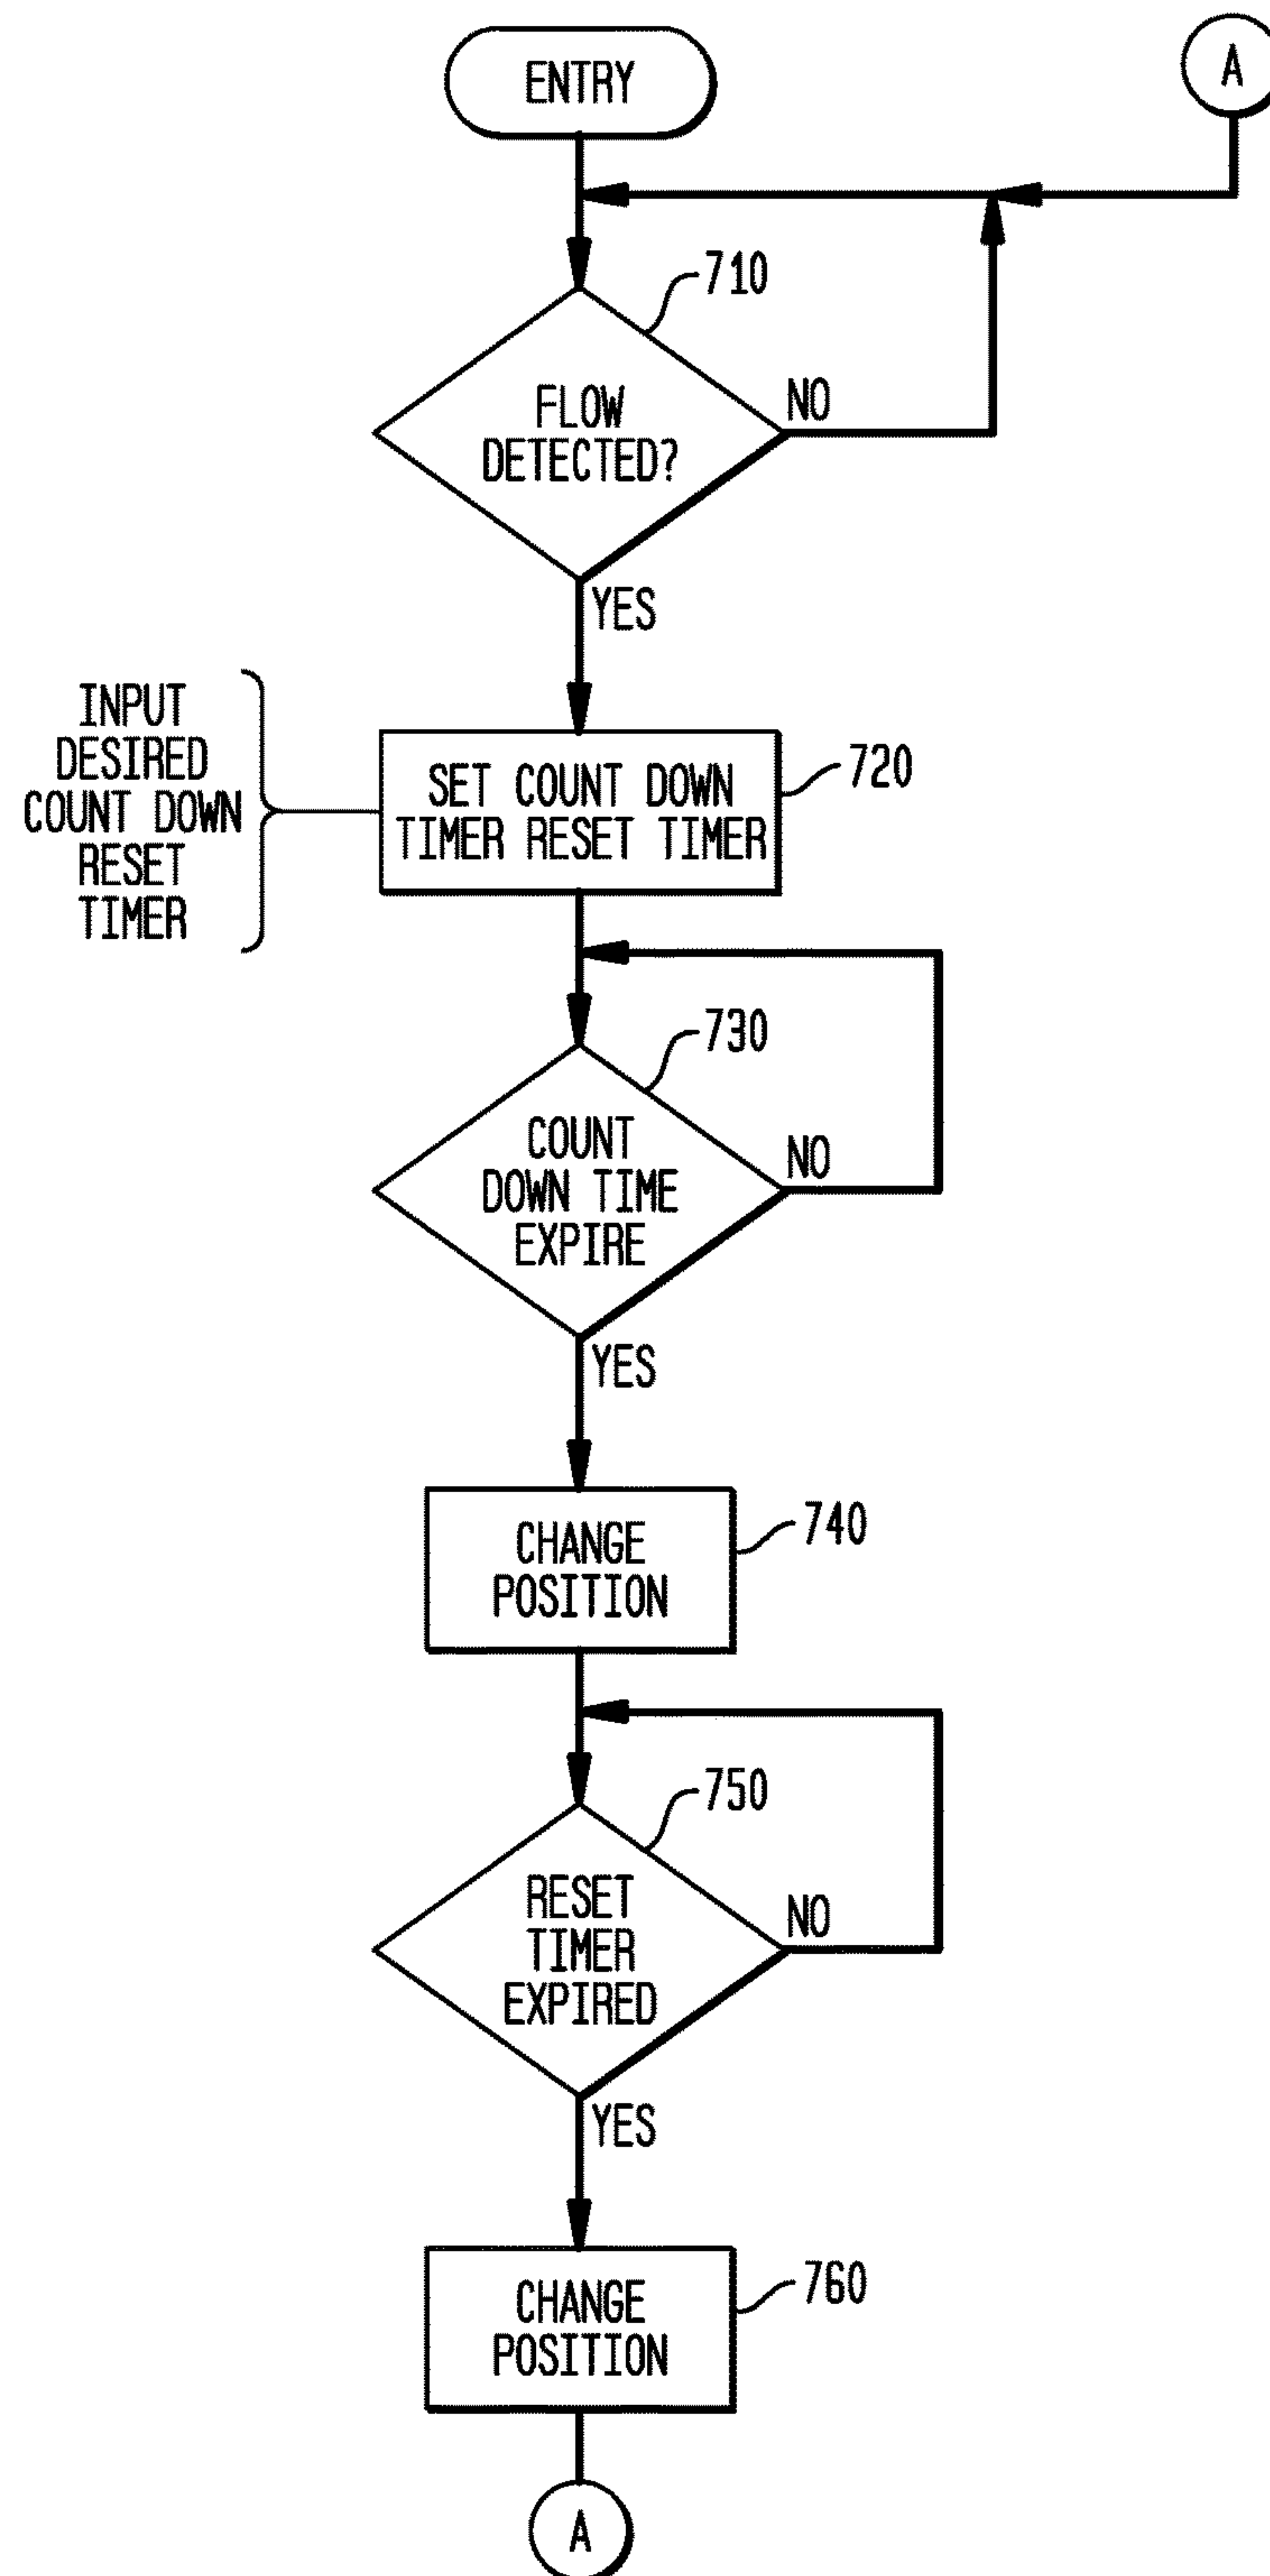 ENTRY
A
710
FLOW
DETECTED?
NO
YES
INPUT
DESIRED
COUNT DOWN
RESET
TIMER
SET COUNT DOWN
TIMER RESET TIMER
720
730
COUNT
DOWN TIME
EXPIRE
NO
YES
CHANGE
POSITION
740
750
RESET
TIMER
EXPIRED
NO
YES
CHANGE
POSITION
760
A